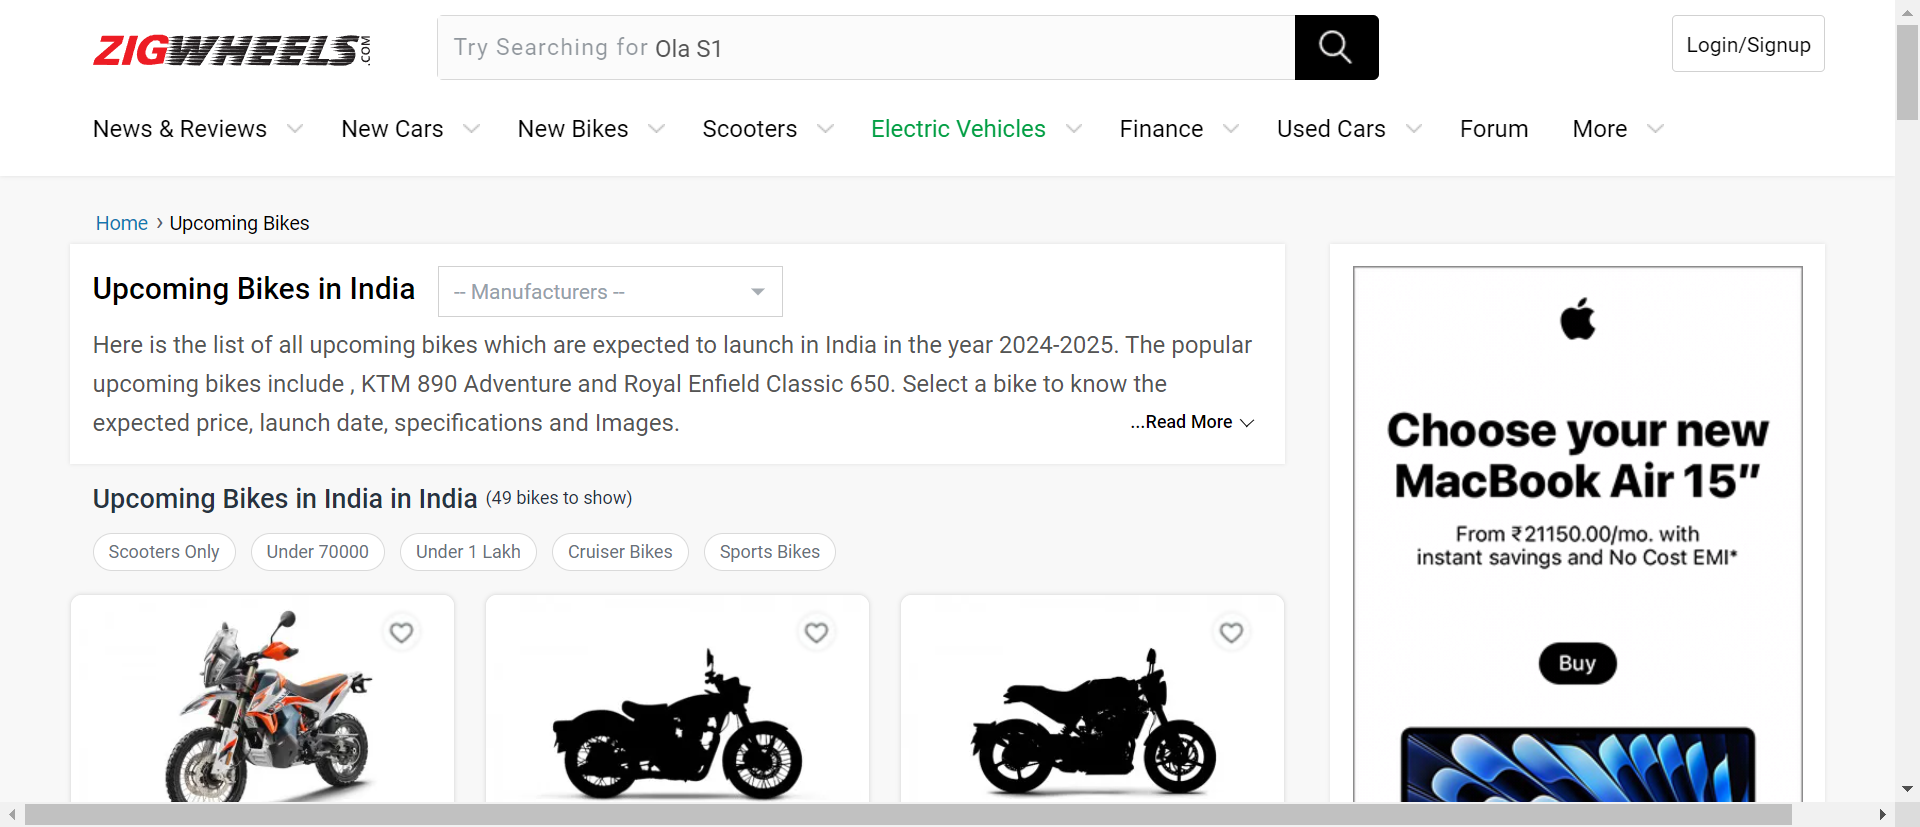 ZIGWHEELS.COM
Try Searching for Ola S1
Login/Signup
News & Reviews New Cars New Bikes Scooters Electric Vehicles Finance Used Cars Forum More
Home › Upcoming Bikes
Upcoming Bikes in India
-- Manufacturers --
Here is the list of all upcoming bikes which are expected to launch in India in the year 2024-2025. The popular
upcoming bikes include , KTM 890 Adventure and Royal Enfield Classic 650. Select a bike to know the
expected price, launch date, specifications and Images.
...Read More
Upcoming Bikes in India in India (49 bikes to show)
Scooters Only Under 70000 Under 1 Lakh Cruiser Bikes Sports Bikes
Choose your new
MacBook Air 15”
From ₹21150.00/mo. with
instant savings and No Cost EMI*
Buy